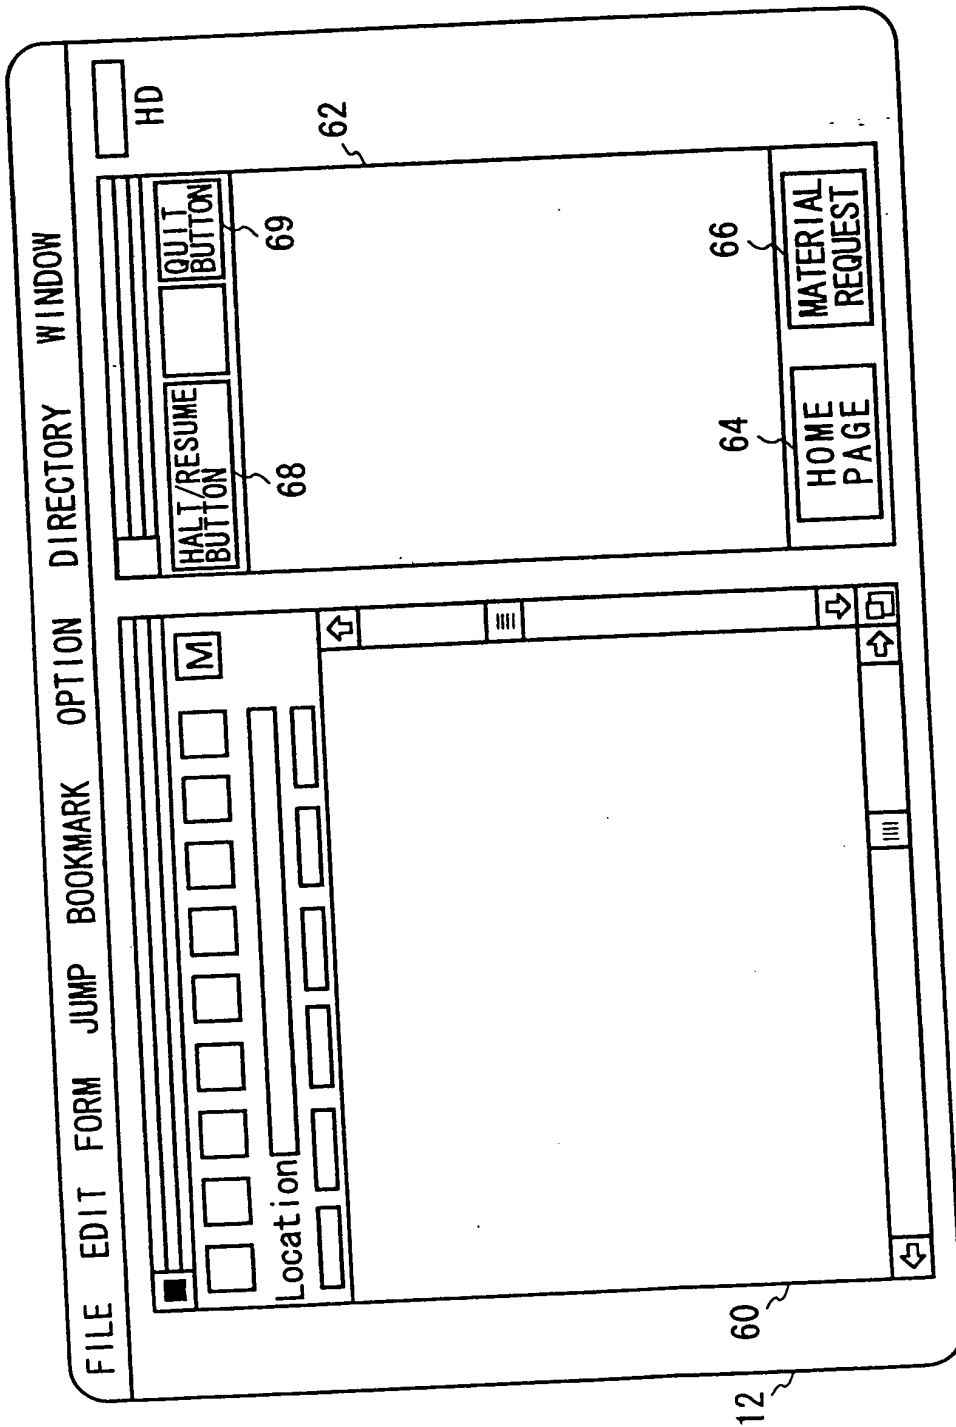 FILE EDIT FORM JUMP BOOKMARK OPTION DIRECTORY WINDOW
HD
HALT/RESUME
BUTTON
QUIT
BUTTON
M
68
69
Location
62
64
66
HOME
PAGE
MATERIAL
REQUEST
60
12